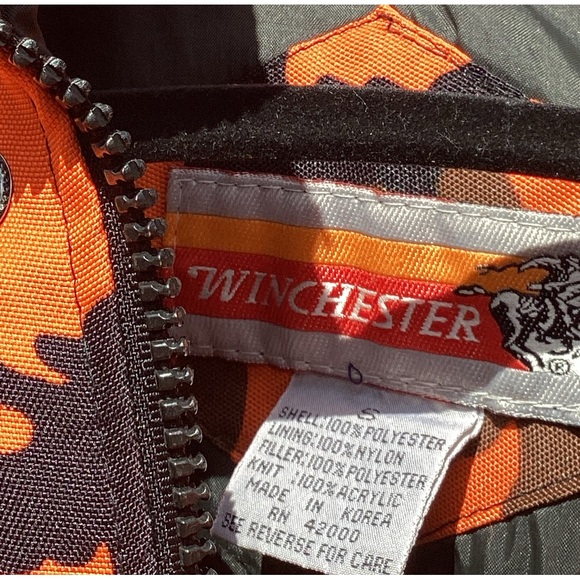 WINCHESTER
®
S
SHELL:100%POLYESTER
LINING:100%NYLON
FILLER:100%POLYESTER
KNIT :100%ACRYLIC
MADE IN KOREA
RN 42000
SEE REVERSE FOR CARE